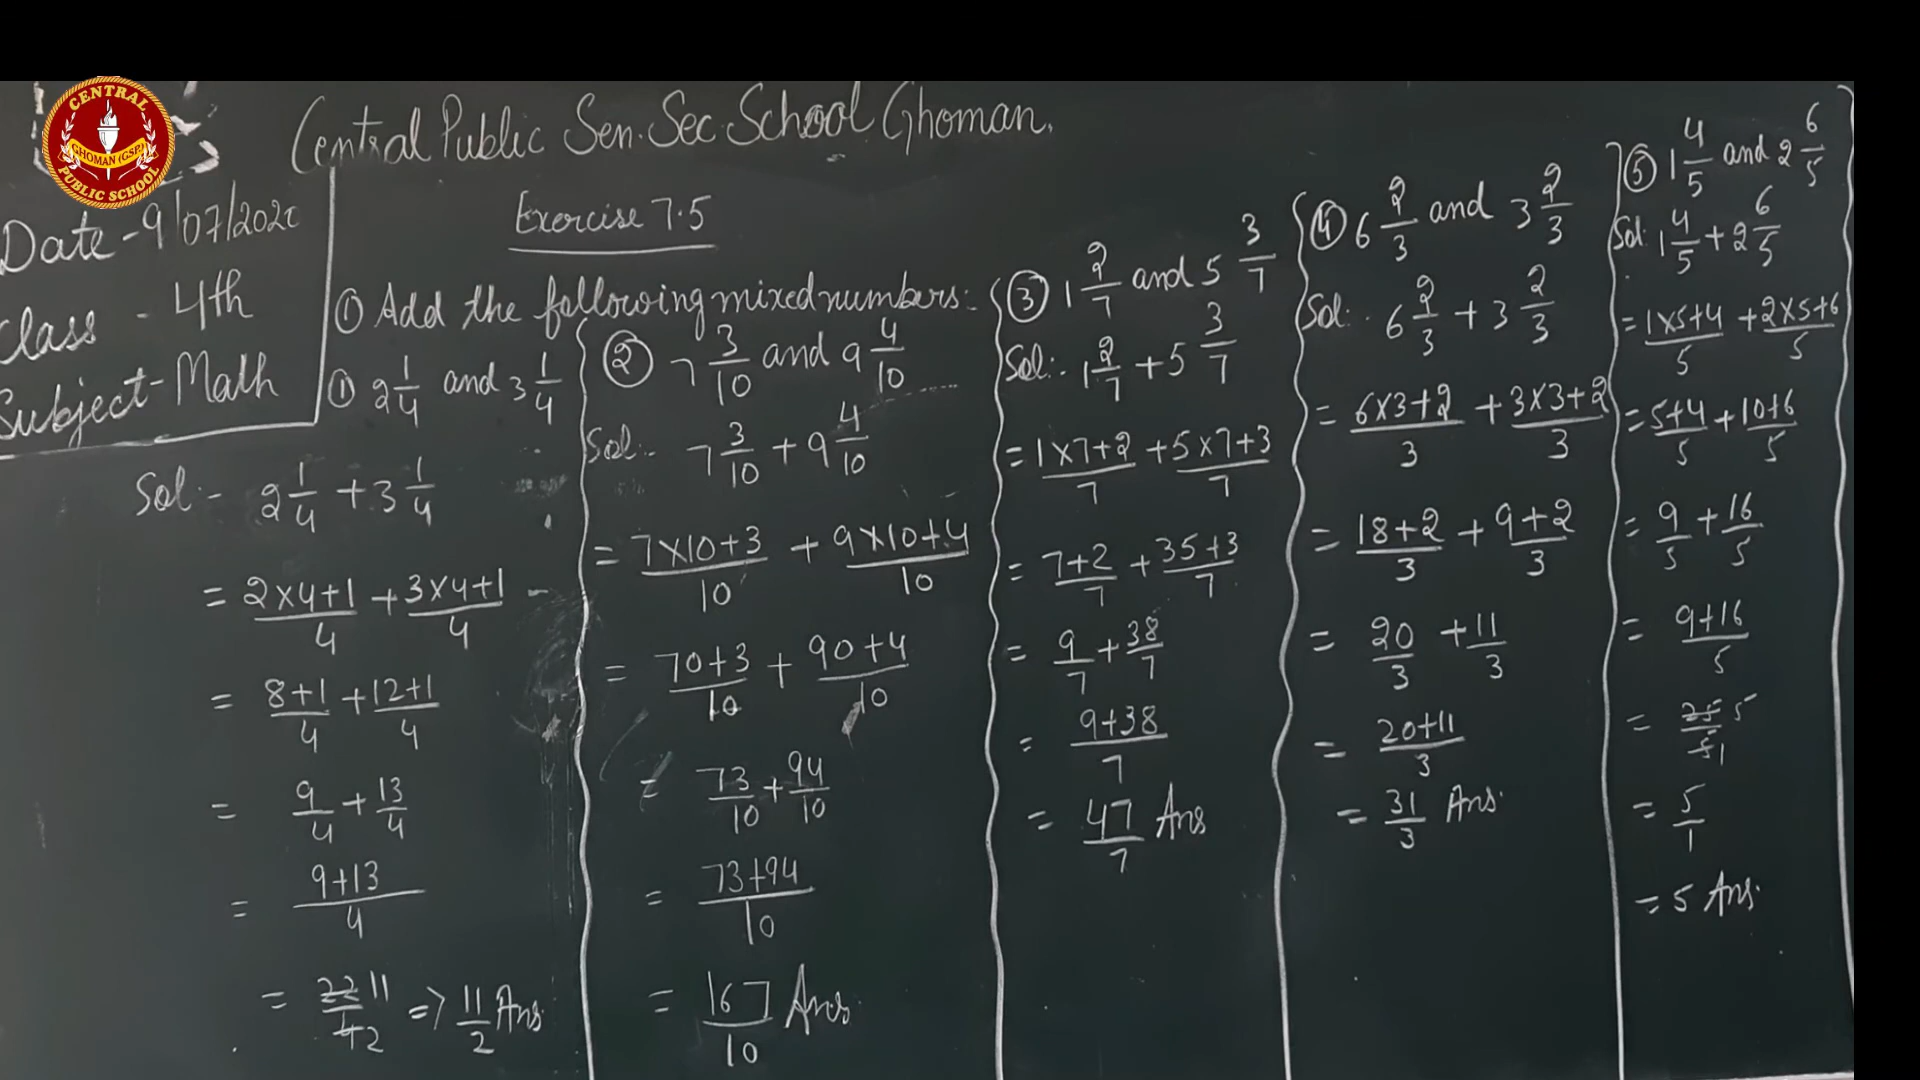 CENTRAL
GHOMAN (GSP)
PUBLIC SCHOOL
Central Public Sen. Sec. School Ghoman.
Date - 9/07/202
Class - 4th
Subject - Math
Exercise 7.5
① Add the following mixed numbers:-
① 2 1/4 and 3 1/4
Sol:- 2 1/4 + 3 1/4
= 2×4+1/4 + 3×4+1/4
= 8+1/4 + 12+1/4
= 9/4 + 13/4
= 9+13/4
= 22 11/4 2 => 11/2 Ans
② 7 3/10 and 9 4/10
Sol:- 7 3/10 + 9 4/10
= 7×10+3/10 + 9×10+4/10
= 70+3/10 + 90+4/10
= 73/10 + 94/10
= 73+94/10
= 167/10 Ans
③ 1 2/7 and 5 3/7
Sol:- 1 2/7 + 5 3/7
= 1×7+2/7 + 5×7+3/7
= 7+2/7 + 35+3/7
= 9/7 + 38/7
= 9+38/7
= 47/7 Ans
④ 6 2/3 and 3 2/3
Sol:- 6 2/3 + 3 2/3
= 6×3+2/3 + 3×3+2/3
= 18+2/3 + 9+2/3
= 20/3 + 11/3
= 20+11/3
= 31/3 Ans.
⑤ 1 4/5 and 2 6/5
Sol: 1 4/5 + 2 6/5
= 1×5+4/5 + 2×5+6/5
= 5+4/5 + 10+6/5
= 9/5 + 16/5
= 9+16/5
= 25 5/5 1
= 5/1
= 5 Ans.